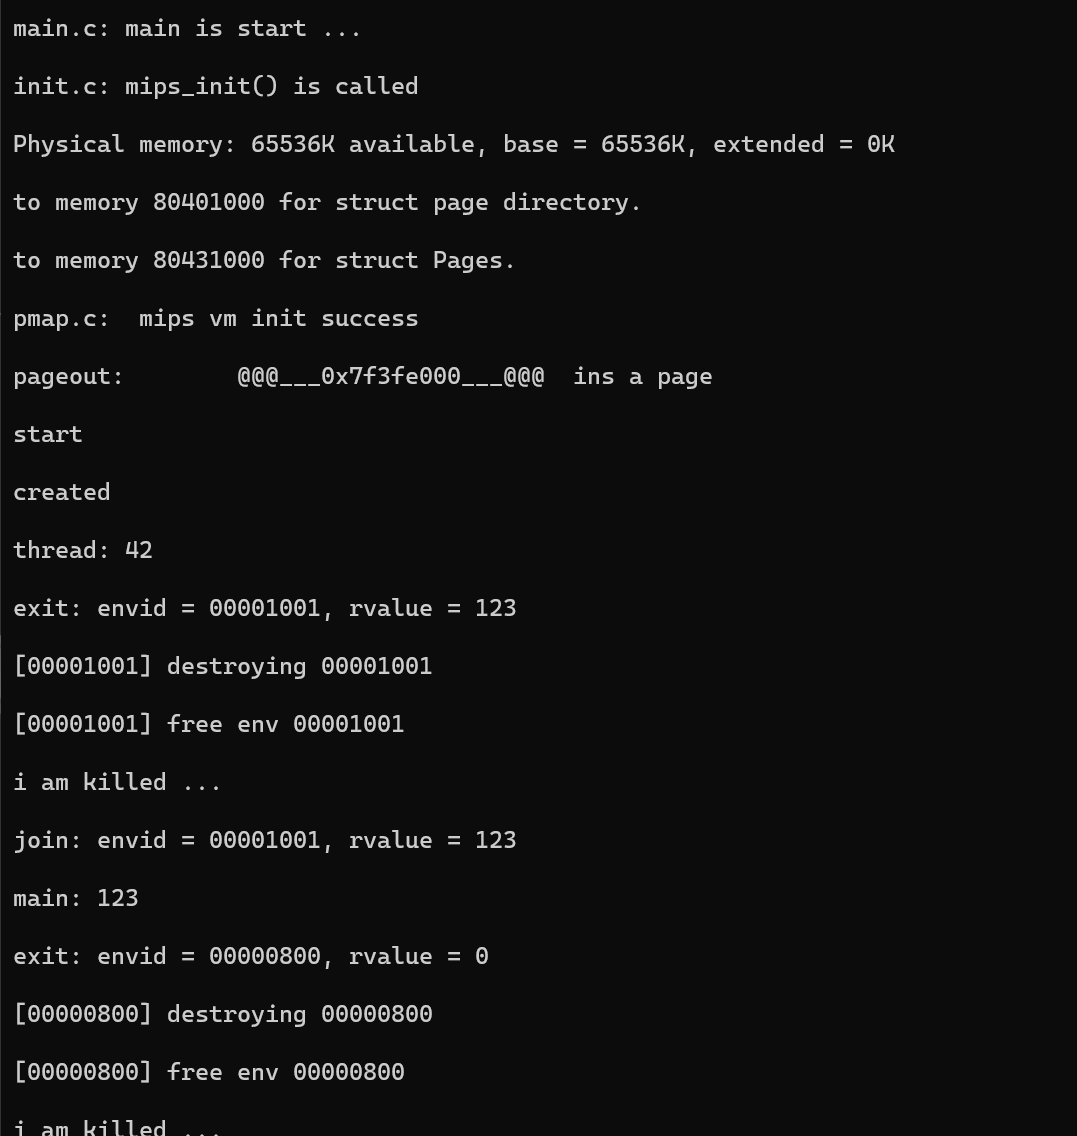 main.c: main is start ...
init.c: mips_init() is called
Physical memory: 65536K available, base = 65536K, extended = 0K
to memory 80401000 for struct page directory.
to memory 80431000 for struct Pages.
pmap.c:  mips vm init success
pageout:        @@@___0x7f3fe000___@@@  ins a page
start
created
thread: 42
exit: envid = 00001001, rvalue = 123
[00001001] destroying 00001001
[00001001] free env 00001001
i am killed ...
join: envid = 00001001, rvalue = 123
main: 123
exit: envid = 00000800, rvalue = 0
[00000800] destroying 00000800
[00000800] free env 00000800
i am killed ...